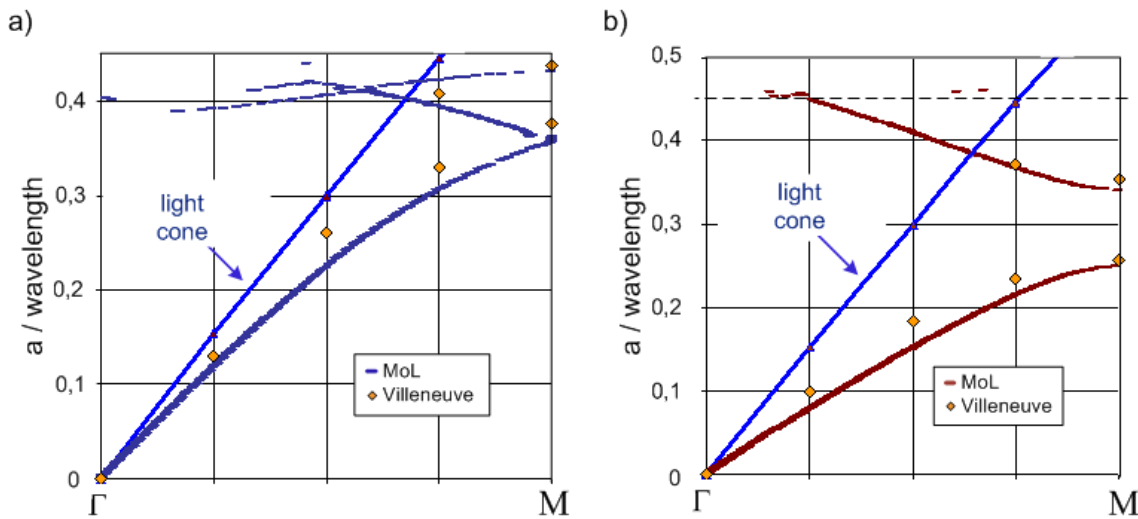 a)
a / wavelength
0,4
0,3
0,2
0,1
0
light
cone
MoL
Villeneuve
Γ
M
b)
a / wavelength
0,5
0,4
0,3
0,2
0,1
0
light
cone
MoL
Villeneuve
Γ
M